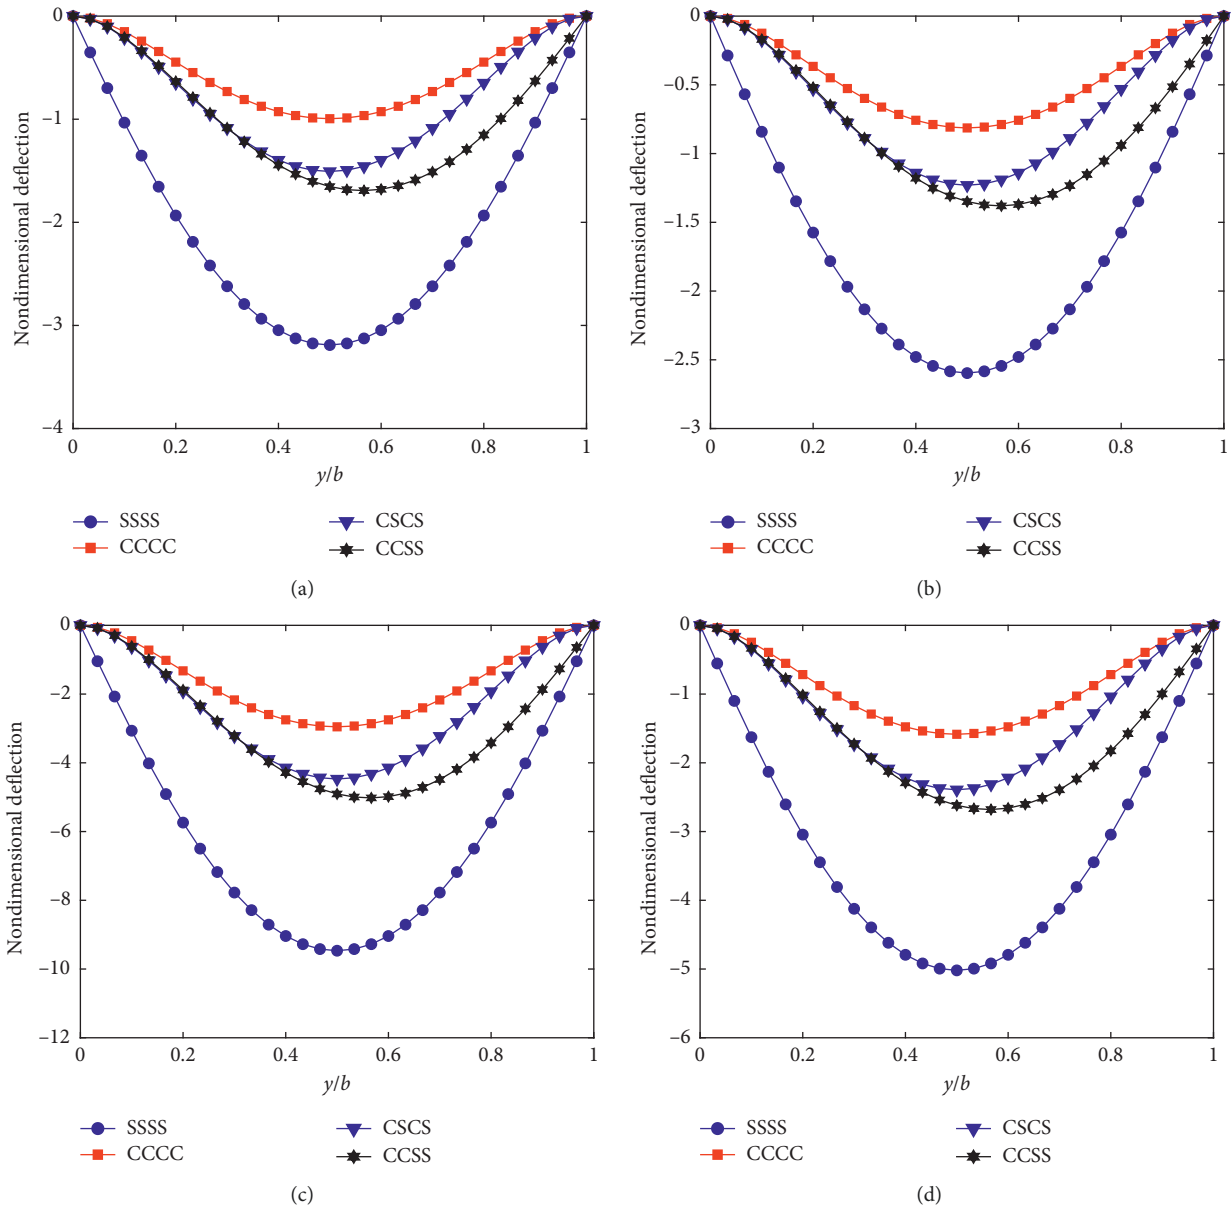 Nondimensional deflection
0
–1
–2
–3
–4
0 0.2 0.4 0.6 0.8 1
y/b
SSSS CSCS
CCCC CCSS
(a)
Nondimensional deflection
0
–0.5
–1
–1.5
–2
–2.5
–3
0 0.2 0.4 0.6 0.8 1
y/b
SSSS CSCS
CCCC CCSS
(b)
Nondimensional deflection
0
–2
–4
–6
–8
–10
–12
0 0.2 0.4 0.6 0.8 1
y/b
SSSS CSCS
CCCC CCSS
(c)
Nondimensional deflection
0
–1
–2
–3
–4
–5
–6
0 0.2 0.4 0.6 0.8 1
y/b
SSSS CSCS
CCCC CCSS
(d)